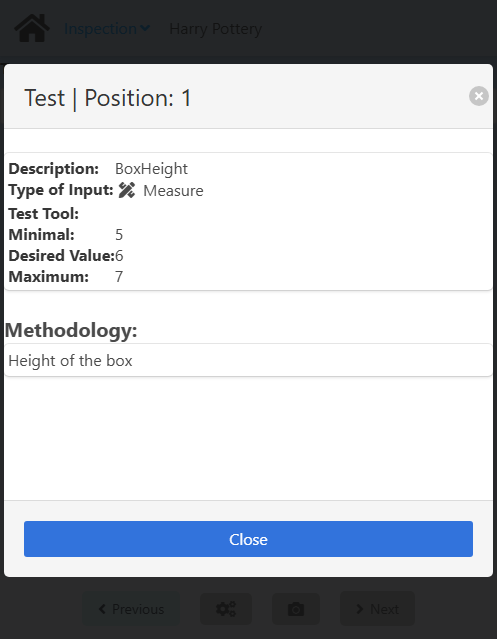 Inspection Harry Pottery
Test | Position: 1
Description: BoxHeight
Type of Input: Measure
Test Tool:
Minimal: 5
Desired Value:6
Maximum: 7
Methodology:
Height of the box
Close
Previous Next